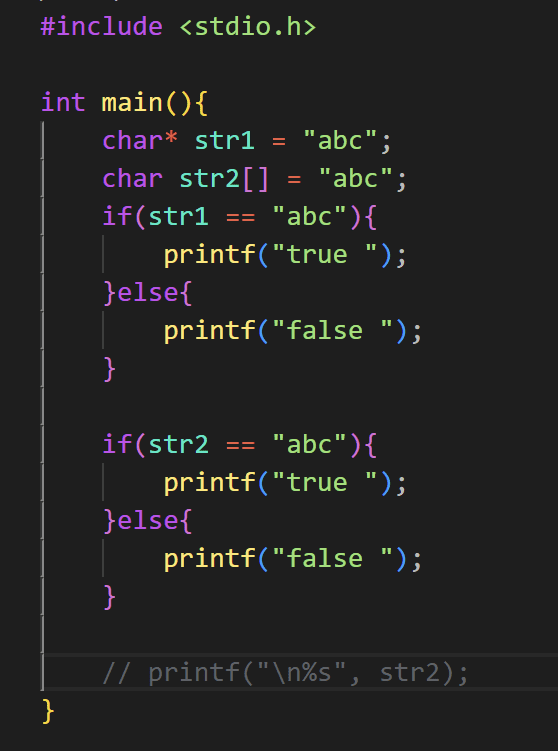 #include <stdio.h>
int main(){
char* str1 = "abc";
char str2[] = "abc";
if(str1 == "abc"){
printf("true ");
}else{
printf("false ");
}
if(str2 == "abc"){
printf("true ");
}else{
printf("false ");
}
// printf("\n%s", str2);
}